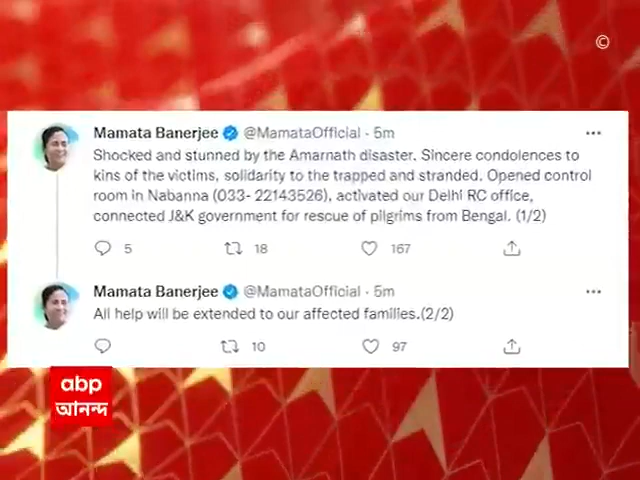 ©
Mamata Banerjee @MamataOfficial · 5m
Shocked and stunned by the Amarnath disaster. Sincere condolences to
kins of the victims, solidarity to the trapped and stranded. Opened control
room in Nabanna (033- 22143526), activated our Delhi RC office,
connected J&K government for rescue of pilgrims from Bengal. (1/2)
5 18 167
Mamata Banerjee @MamataOfficial · 5m
All help will be extended to our affected families.(2/2)
10 97
abp
আনন্দ